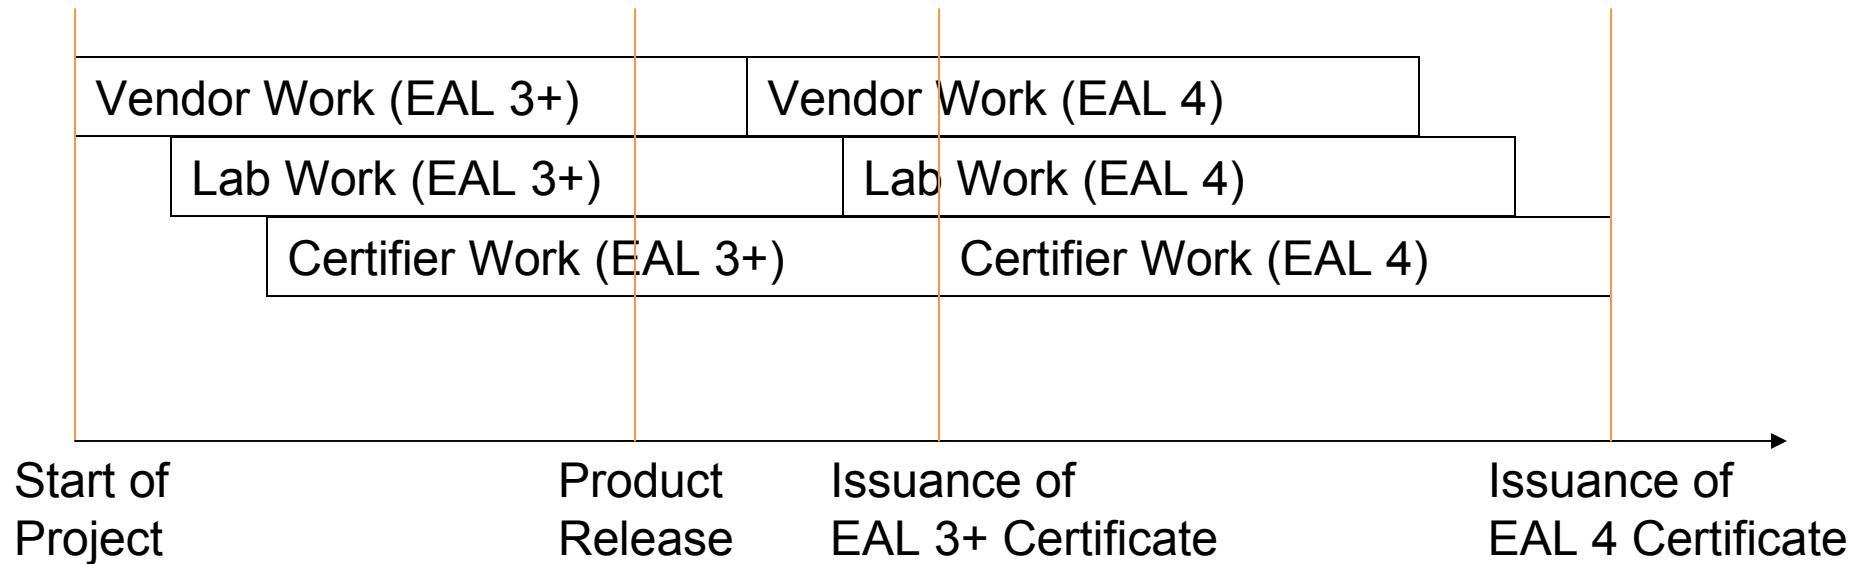 Vendor Work (EAL 3+)
Vendor Work (EAL 4)
Lab Work (EAL 3+)
Lab Work (EAL 4)
Certifier Work (EAL 3+)
Certifier Work (EAL 4)
Start of
Project
Product
Release
Issuance of
EAL 3+ Certificate
Issuance of
EAL 4 Certificate